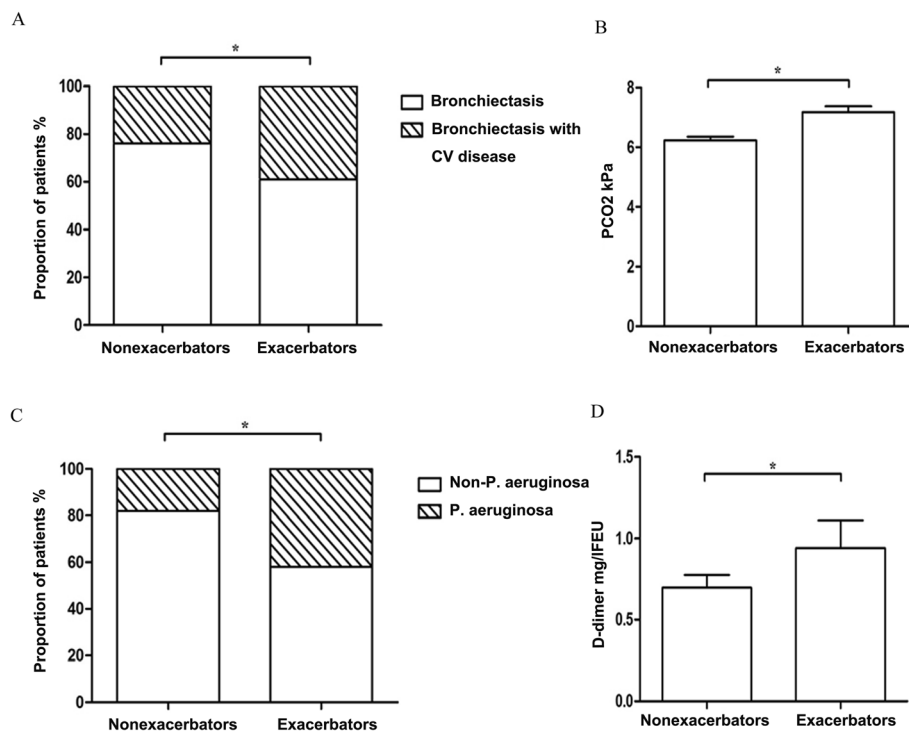 A
*
100
80
60
40
20
0
Proportion of patients %
Nonexacerbators Exacerbators
Bronchiectasis
Bronchiectasis with
CV disease
B
*
8
6
4
2
0
PCO2 kPa
Nonexacerbators Exacerbators
C
*
100
80
60
40
20
0
Proportion of patients %
Nonexacerbators Exacerbators
Non-P. aeruginosa
P. aeruginosa
D
*
1.5
1.0
0.5
0.0
D-dimer mg/lFEU
Nonexacerbators Exacerbators